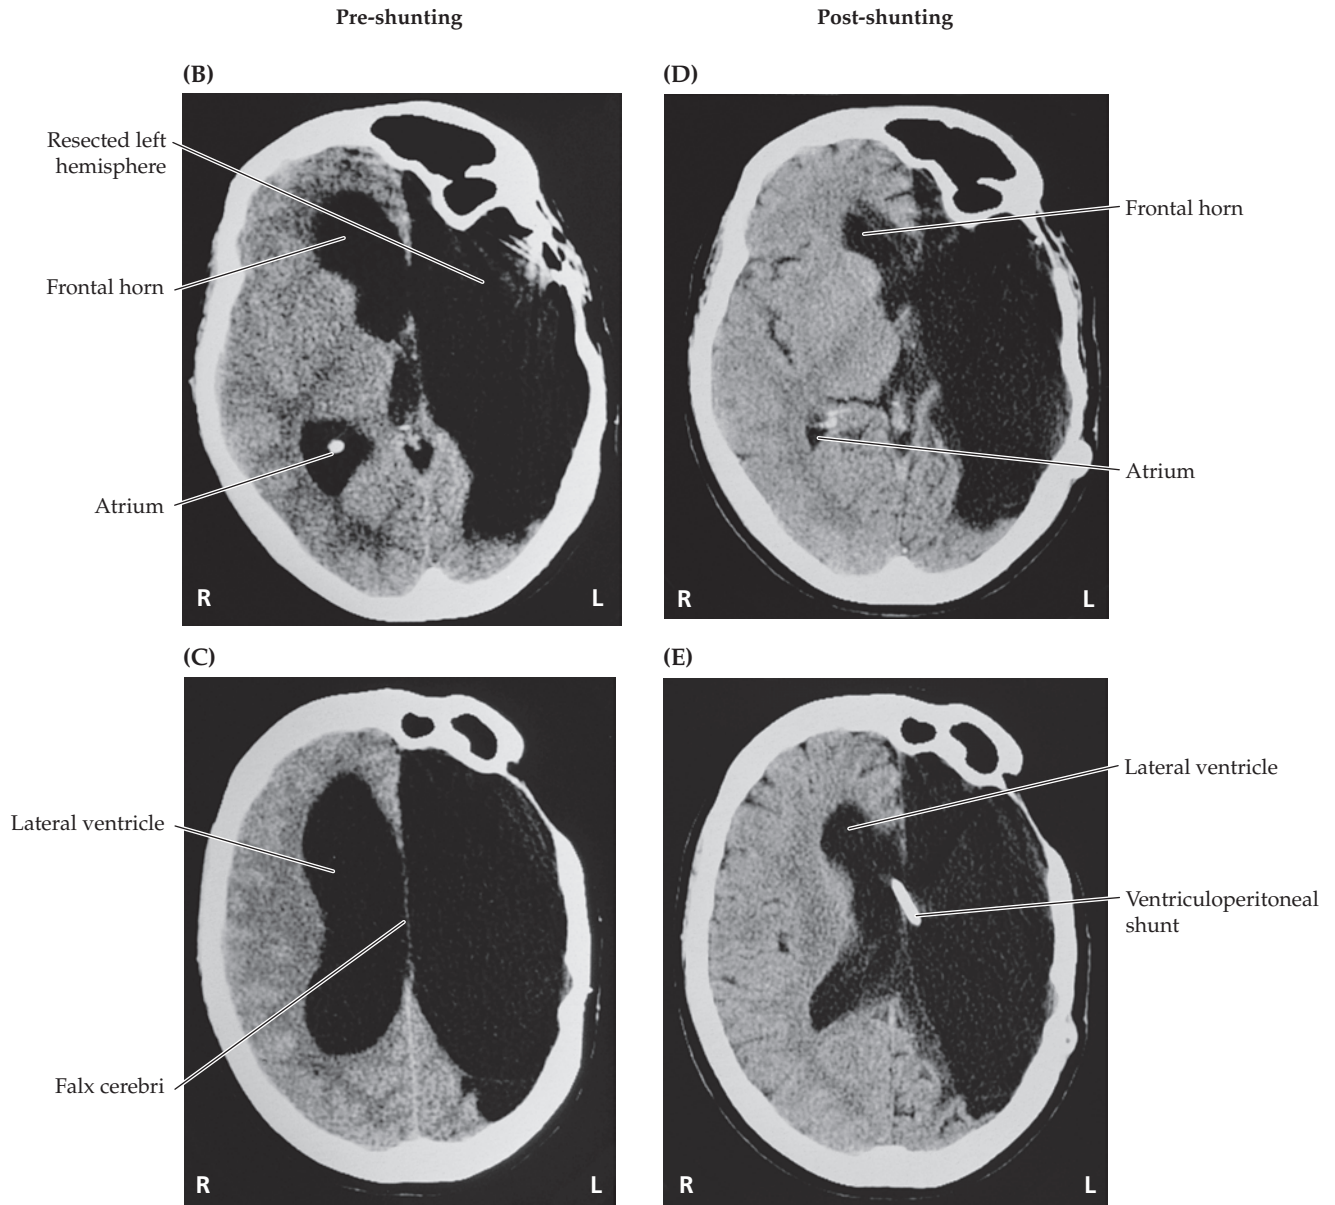 Pre-shunting
Post-shunting
(B)
(D)
Resected left
hemisphere
Frontal horn
Atrium
R
L
Frontal horn
Atrium
R
L
(C)
(E)
Lateral ventricle
Falx cerebri
R
L
Lateral ventricle
Ventriculoperitoneal
shunt
R
L